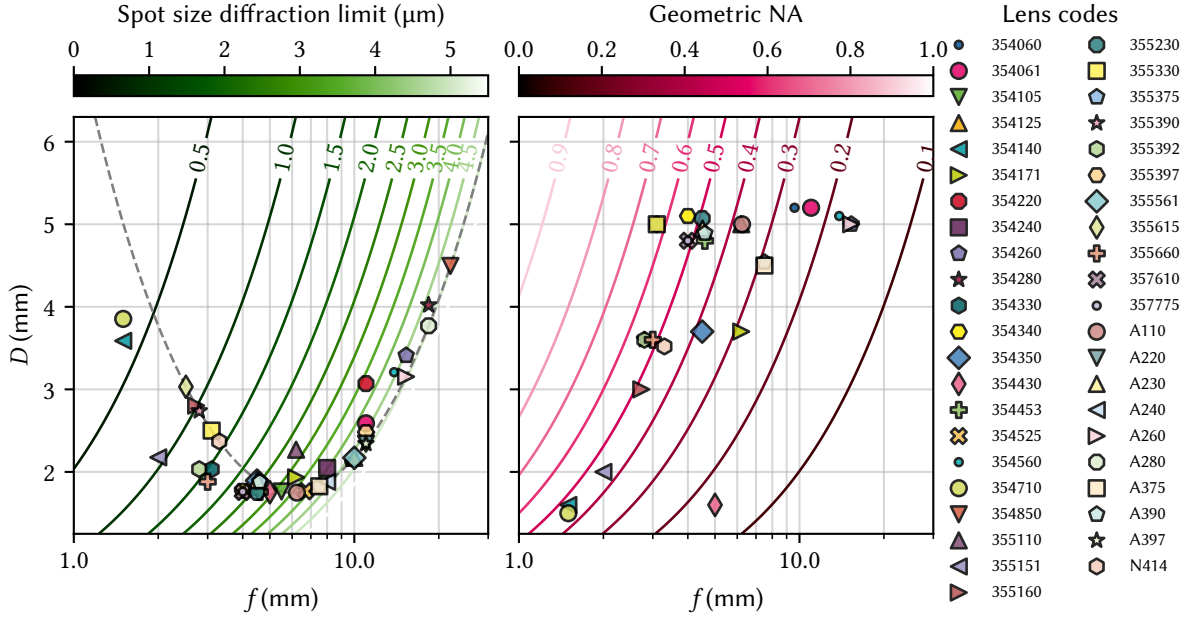 Spot size diffraction limit (µm)
0 1 2 3 4 5
0.5 1.0 1.5 2.0 2.5 3.0 3.5 4.0 4.5
6
5
4
3
2
D (mm)
1.0 10.0
f (mm)
Geometric NA
0.0 0.2 0.4 0.6 0.8 1.0
0.9 0.8 0.7 0.6 0.5 0.4 0.3 0.2 0.1
1.0 10.0
f (mm)
Lens codes
354060
354061
354105
354125
354140
354171
354220
354240
354260
354280
354330
354340
354350
354430
354453
354525
354560
354710
354850
355110
355151
355160
355230
355330
355375
355390
355392
355397
355561
355615
355660
357610
357775
A110
A220
A230
A240
A260
A280
A375
A390
A397
N414